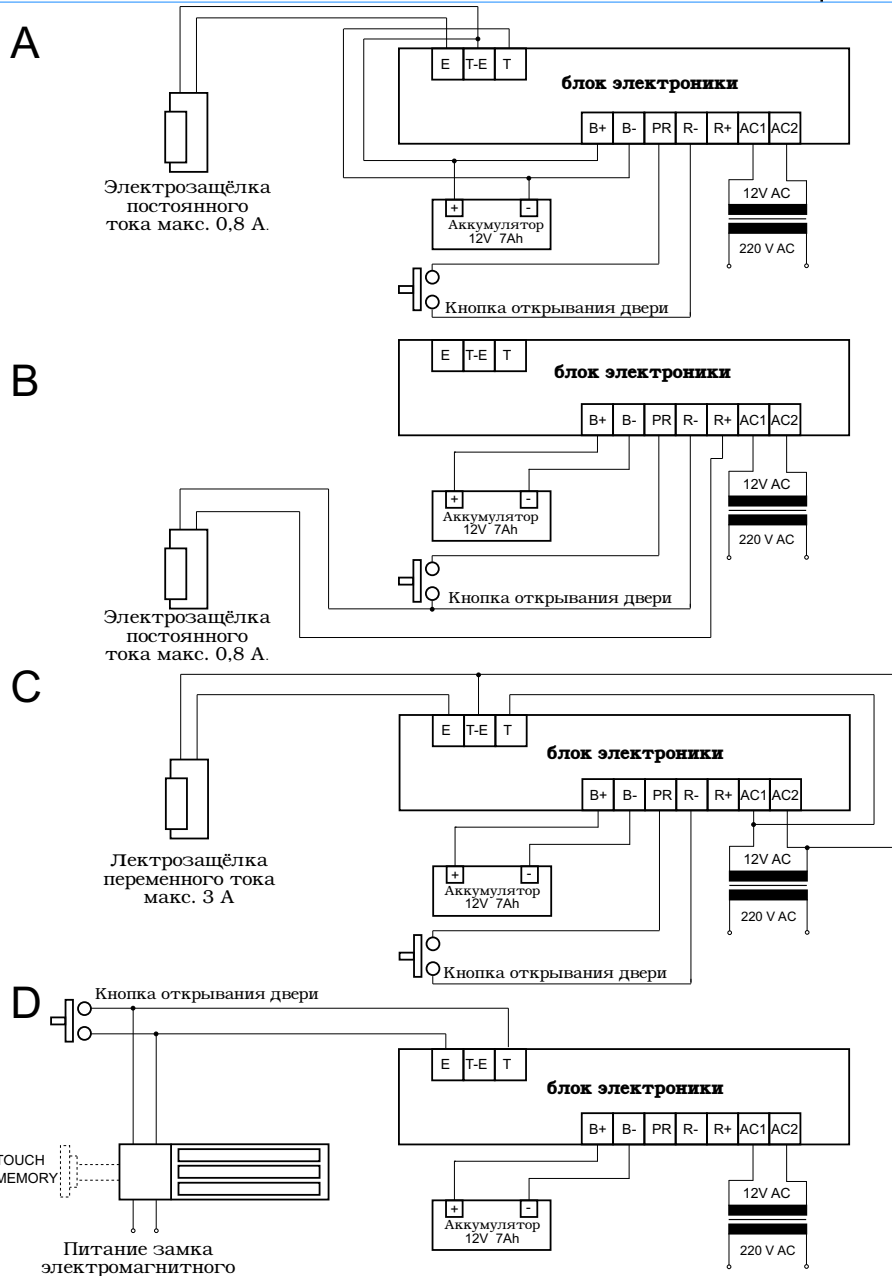 A
E T-E T
блок электроники
B+ B- PR R- R+ AC1 AC2
Электрозащёлка
постоянного
тока макс. 0,8 А.
+ -
Аккумулятор
12V 7Ah
12V AC
220 V AC
Кнопка открывания двери
B
E T-E T
блок электроники
B+ B- PR R- R+ AC1 AC2
+ -
Аккумулятор
12V 7Ah
12V AC
220 V AC
Кнопка открывания двери
Электрозащёлка
постоянного
тока макс. 0,8 А.
C
E T-E T
блок электроники
B+ B- PR R- R+ AC1 AC2
Лектрозащёлка
переменного тока
макс. 3 А
+ -
Аккумулятор
12V 7Ah
12V AC
220 V AC
Кнопка открывания двери
D
Кнопка открывания двери
E T-E T
блок электроники
B+ B- PR R- R+ AC1 AC2
TOUCH
MEMORY
+ -
Аккумулятор
12V 7Ah
12V AC
220 V AC
Питание замка
электромагнитного